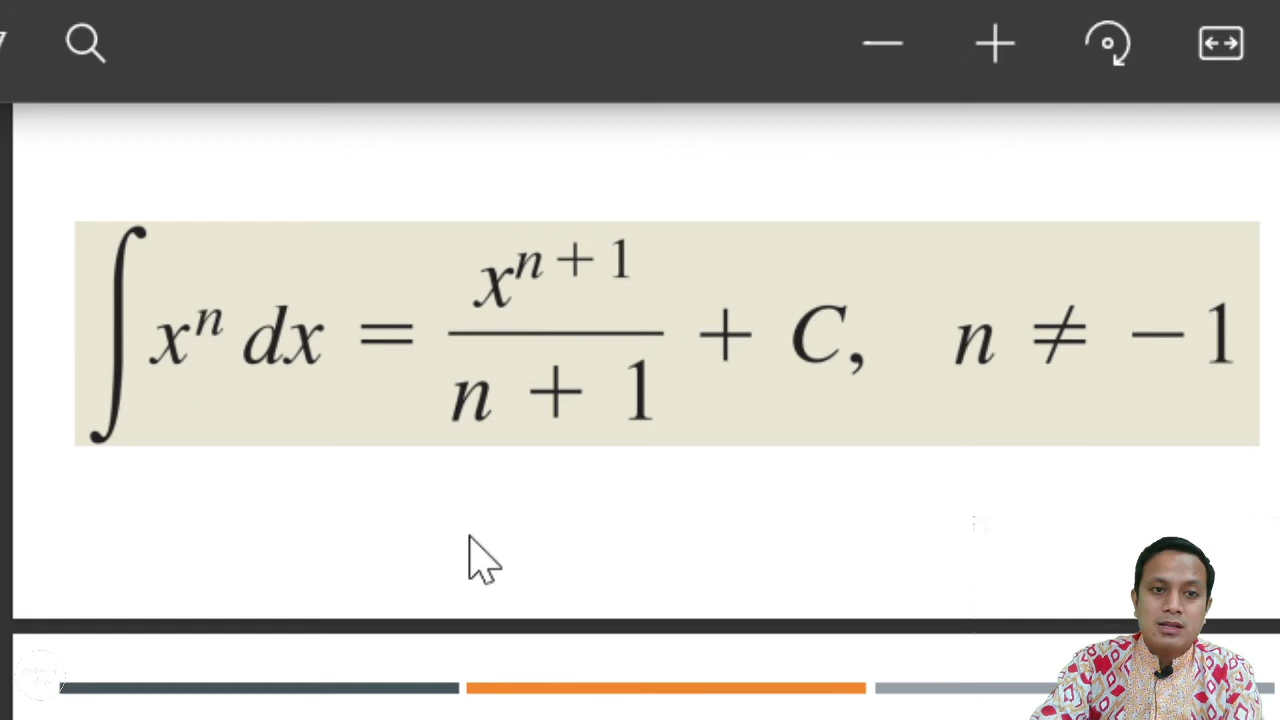 ∫ xⁿ dx = xⁿ⁺¹ / (n + 1) + C, n ≠ −1